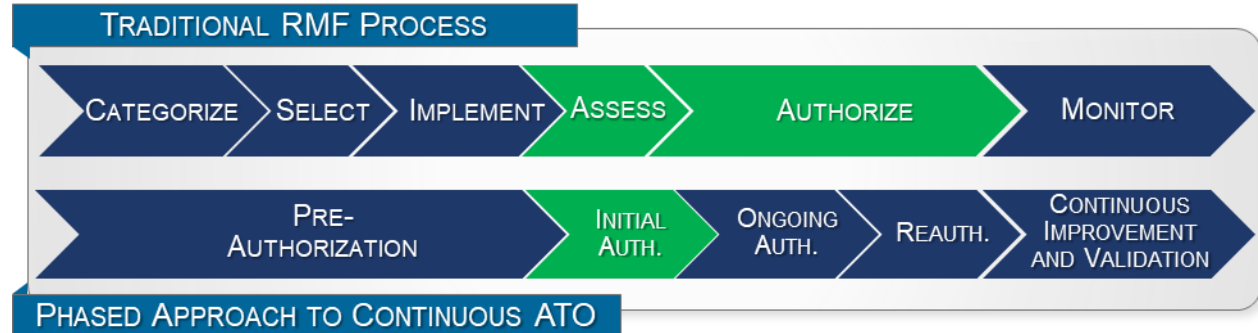 TRADITIONAL RMF PROCESS
CATEGORIZE
SELECT
IMPLEMENT
ASSESS
AUTHORIZE
MONITOR
PRE-
AUTHORIZATION
INITIAL
AUTH.
ONGOING
AUTH.
REAUTH.
CONTINUOUS
IMPROVEMENT
AND VALIDATION
PHASED APPROACH TO CONTINUOUS ATO